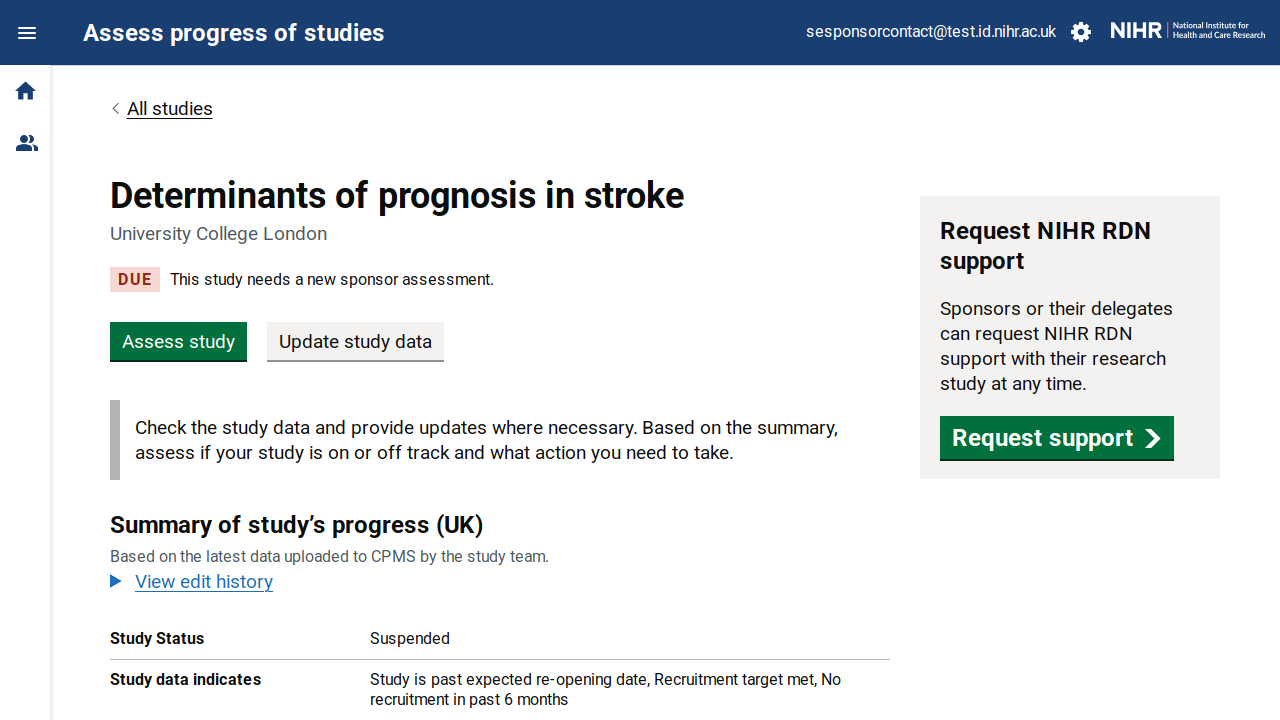 Assess progress of studies
sesponsorcontact@test.id.nihr.ac.uk
NIHR
National Institute for
Health and Care Research
All studies
Determinants of prognosis in stroke
University College London
DUE
This study needs a new sponsor assessment.
Assess study
Update study data
Check the study data and provide updates where necessary. Based on the summary,
assess if your study is on or off track and what action you need to take.
Summary of study’s progress (UK)
Based on the latest data uploaded to CPMS by the study team.
View edit history
Study Status
Suspended
Study data indicates
Study is past expected re-opening date, Recruitment target met, No
recruitment in past 6 months
Request NIHR RDN
support
Sponsors or their delegates
can request NIHR RDN
support with their research
study at any time.
Request support